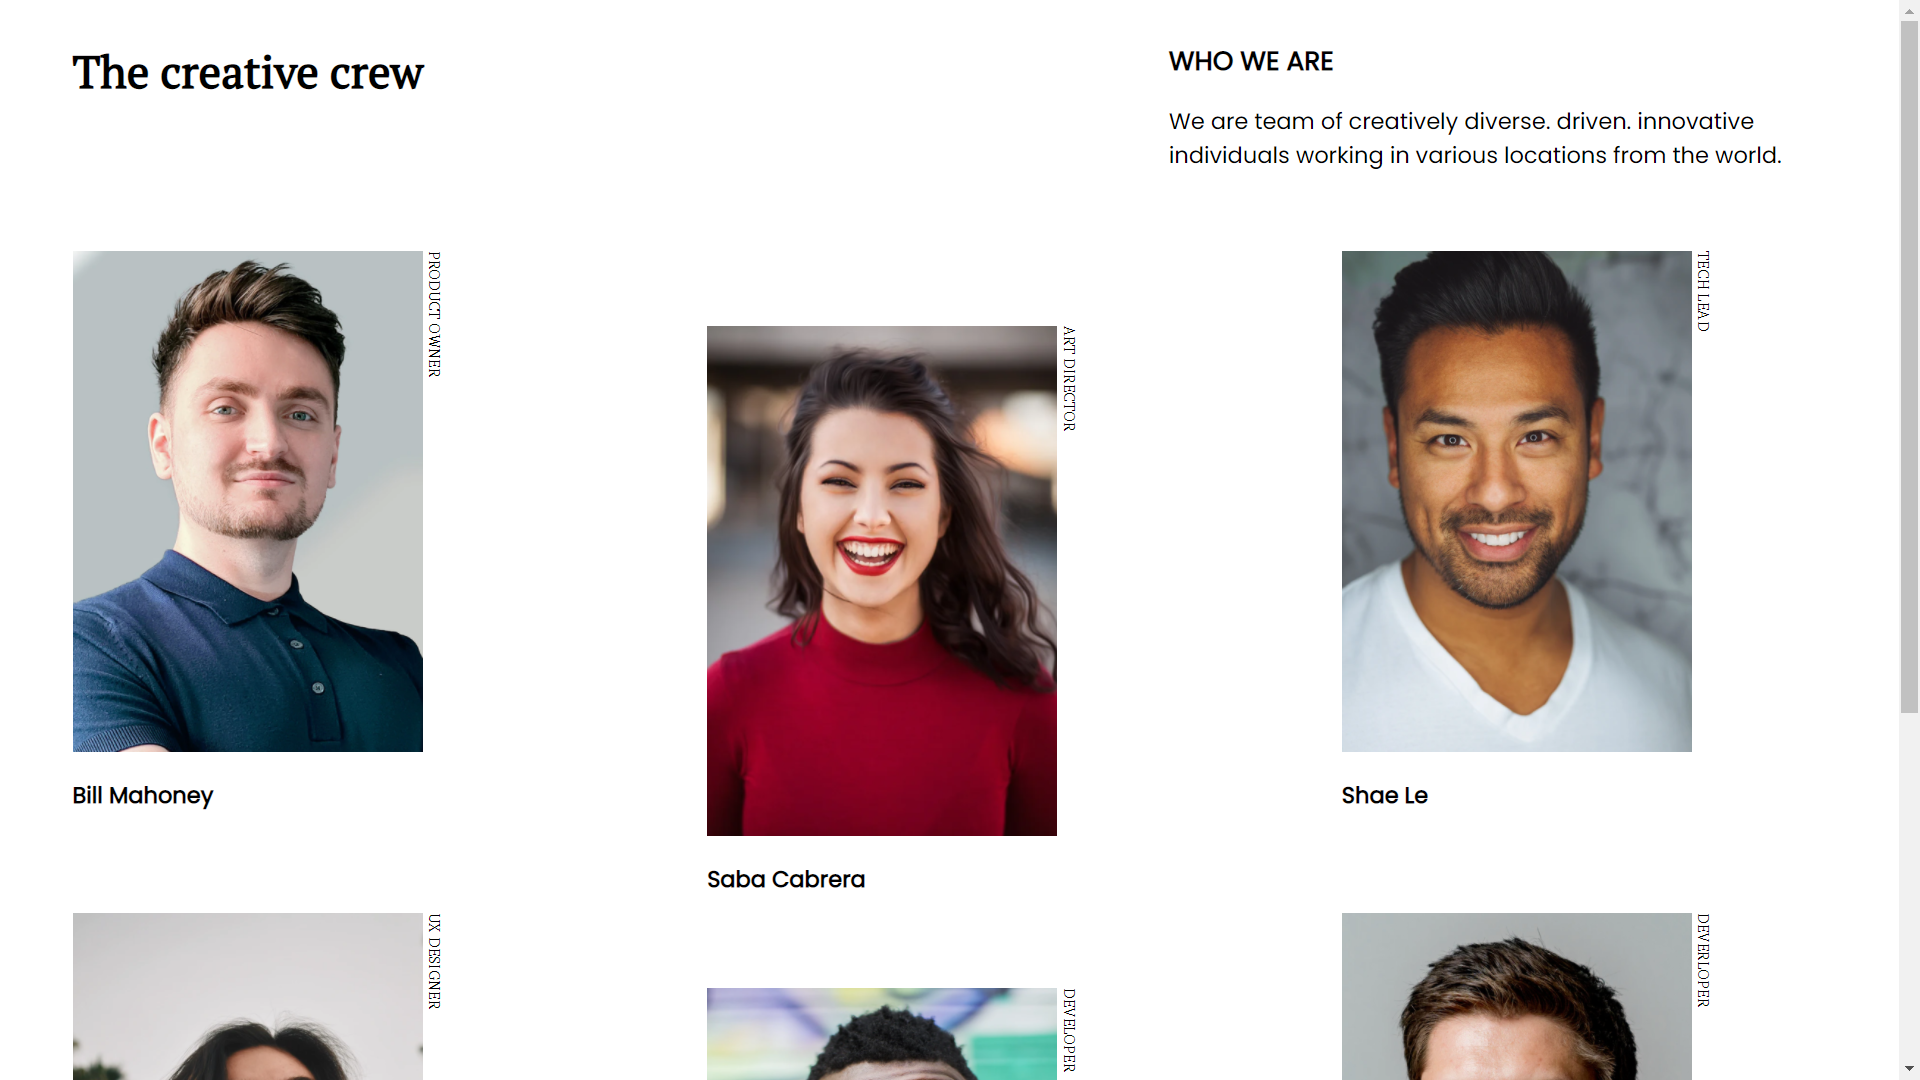 The creative crew
WHO WE ARE
We are team of creatively diverse. driven. innovative
individuals working in various locations from the world.
PRODUCT OWNER
Bill Mahoney
ART DIRECTOR
Saba Cabrera
TECH LEAD
Shae Le
UX DESIGNER
DEVELOPER
DEVERLOPER